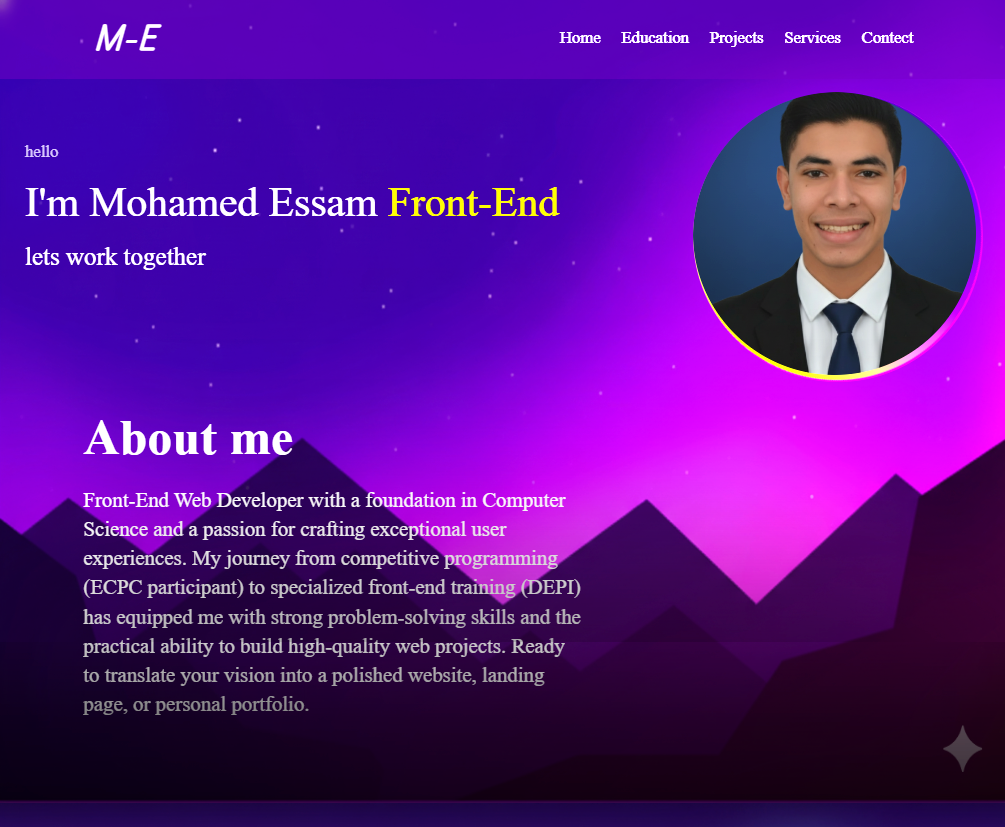 M-E
Home Education Projects Services Contect
hello
I'm Mohamed Essam Front-End
lets work together
About me
Front-End Web Developer with a foundation in Computer
Science and a passion for crafting exceptional user
experiences. My journey from competitive programming
(ECPC participant) to specialized front-end training (DEPI)
has equipped me with strong problem-solving skills and the
practical ability to build high-quality web projects. Ready
to translate your vision into a polished website, landing
page, or personal portfolio.